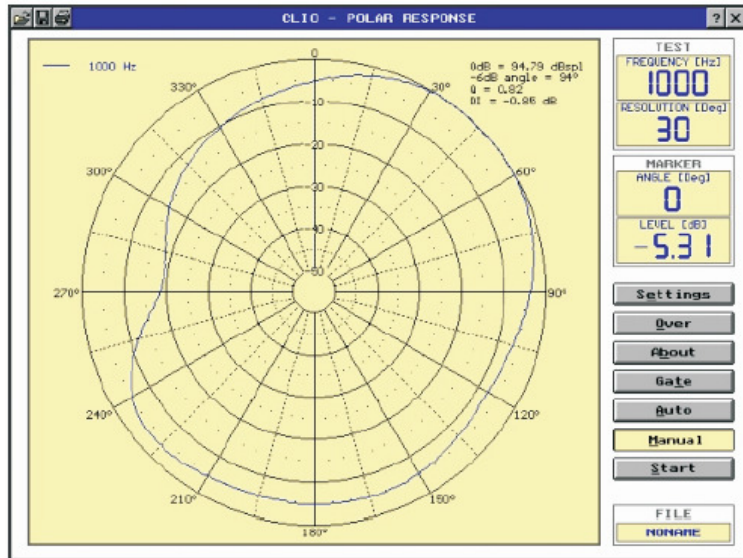 CLIO - POLAR RESPONSE
? X
1000 Hz
0dB = 94.79 dBspl
-6dB angle = 94°
Q = 0.82
DI = -0.86 dB
0
330°
30°
-10
-20
300°
60°
-30
-40
-50
270°
90°
240°
120°
210°
150°
180°
TEST
FREQUENCY [Hz]
1000
RESOLUTION [Deg]
30
MARKER
ANGLE [Deg]
0
LEVEL [dB]
-5.31
Settings
Over
About
Gate
Auto
Manual
Start
FILE
NONAME